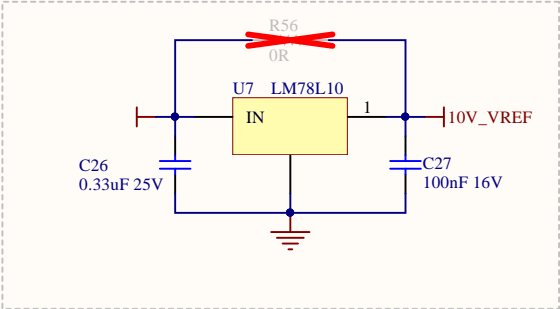 R56
0R
U7 LM78L10
IN
1
10V_VREF
C26
0.33uF 25V
C27
100nF 16V